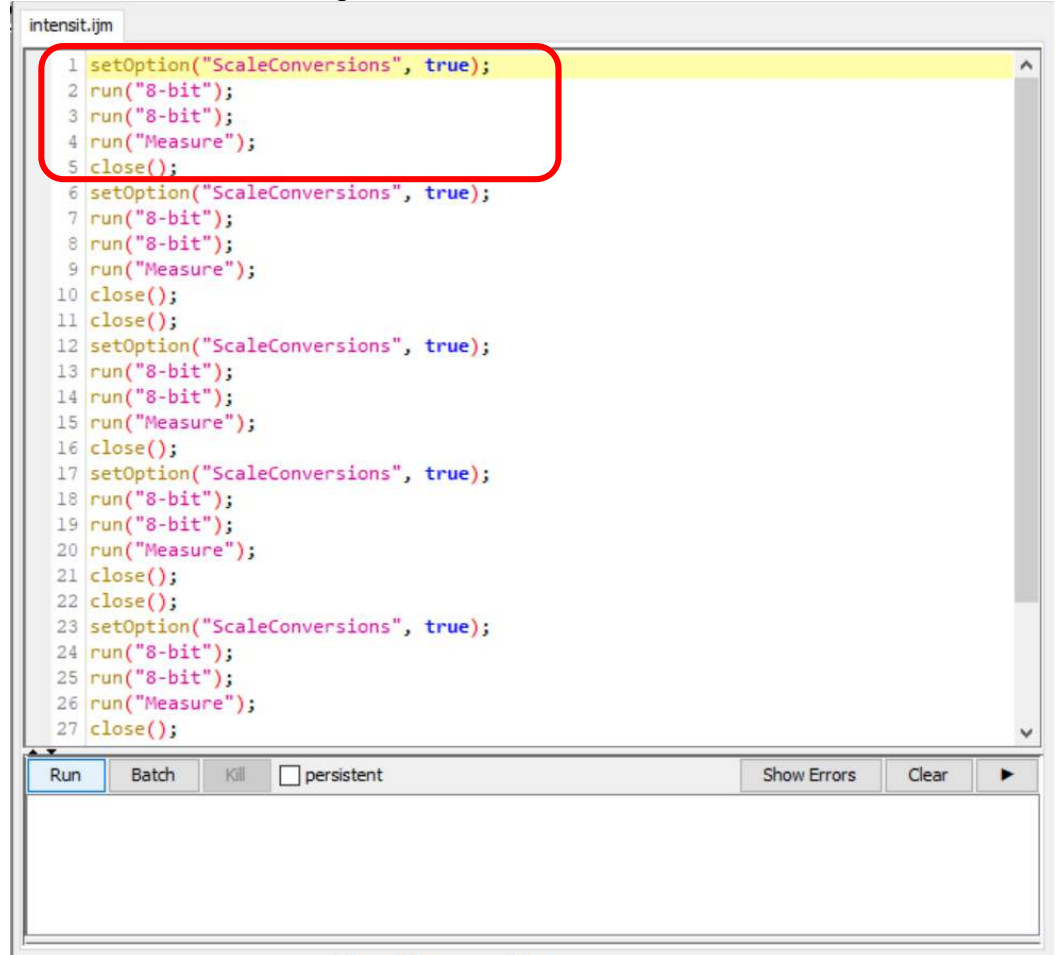 intensit.ijm
1 setOption("ScaleConversions", true);
2 run("8-bit");
3 run("8-bit");
4 run("Measure");
5 close();
6 setOption("ScaleConversions", true);
7 run("8-bit");
8 run("8-bit");
9 run("Measure");
10 close();
11 close();
12 setOption("ScaleConversions", true);
13 run("8-bit");
14 run("8-bit");
15 run("Measure");
16 close();
17 setOption("ScaleConversions", true);
18 run("8-bit");
19 run("8-bit");
20 run("Measure");
21 close();
22 close();
23 setOption("ScaleConversions", true);
24 run("8-bit");
25 run("8-bit");
26 run("Measure");
27 close();
Run Batch Kill persistent Show Errors Clear